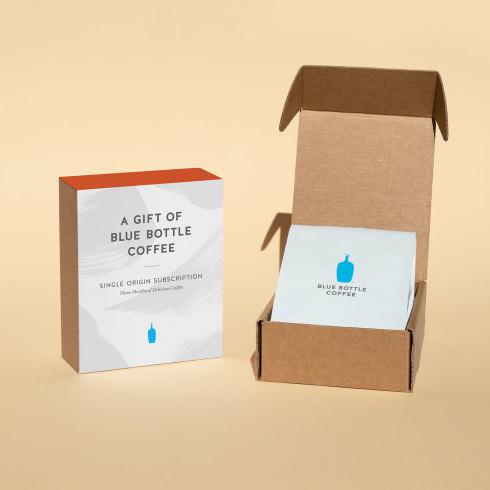 A GIFT OF
BLUE BOTTLE
COFFEE
SINGLE ORIGIN SUBSCRIPTION
Three Months of Delicious Coffee
BLUE BOTTLE
COFFEE